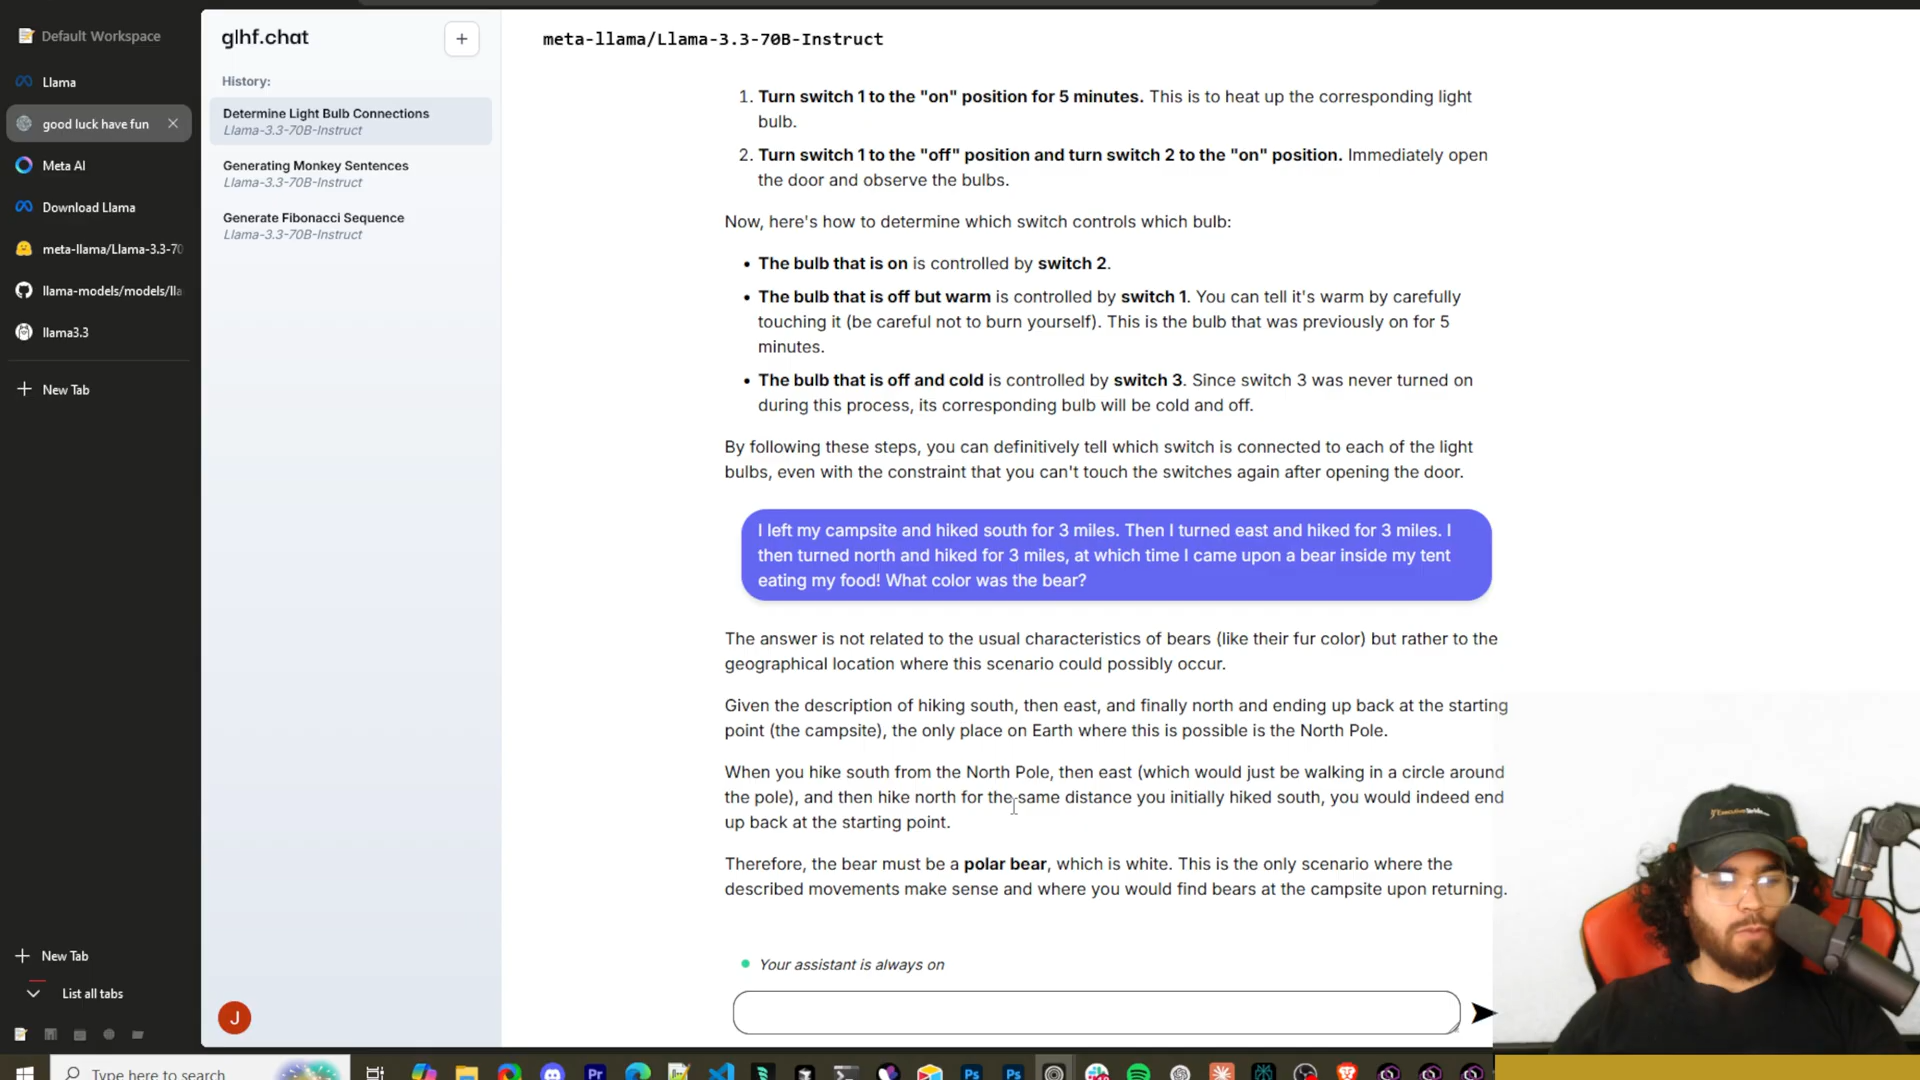 Default Workspace
Llama
good luck have fun
Meta AI
Download Llama
meta-llama/Llama-3.3-70
llama-models/models/lla
llama3.3
New Tab
New Tab
List all tabs
glhf.chat
History:
Determine Light Bulb Connections
Llama-3.3-70B-Instruct
Generating Monkey Sentences
Llama-3.3-70B-Instruct
Generate Fibonacci Sequence
Llama-3.3-70B-Instruct
J
meta-llama/Llama-3.3-70B-Instruct
1. Turn switch 1 to the "on" position for 5 minutes. This is to heat up the corresponding light
bulb.
2. Turn switch 1 to the "off" position and turn switch 2 to the "on" position. Immediately open
the door and observe the bulbs.
Now, here's how to determine which switch controls which bulb:
• The bulb that is on is controlled by switch 2.
• The bulb that is off but warm is controlled by switch 1. You can tell it's warm by carefully
touching it (be careful not to burn yourself). This is the bulb that was previously on for 5
minutes.
• The bulb that is off and cold is controlled by switch 3. Since switch 3 was never turned on
during this process, its corresponding bulb will be cold and off.
By following these steps, you can definitively tell which switch is connected to each of the light
bulbs, even with the constraint that you can't touch the switches again after opening the door.
I left my campsite and hiked south for 3 miles. Then I turned east and hiked for 3 miles. I
then turned north and hiked for 3 miles, at which time I came upon a bear inside my tent
eating my food! What color was the bear?
The answer is not related to the usual characteristics of bears (like their fur color) but rather to the
geographical location where this scenario could possibly occur.
Given the description of hiking south, then east, and finally north and ending up back at the starting
point (the campsite), the only place on Earth where this is possible is the North Pole.
When you hike south from the North Pole, then east (which would just be walking in a circle around
the pole), and then hike north for the same distance you initially hiked south, you would indeed end
up back at the starting point.
Therefore, the bear must be a polar bear, which is white. This is the only scenario where the
described movements make sense and where you would find bears at the campsite upon returning.
Your assistant is always on
Type here to search
Pr
Ps
Ps